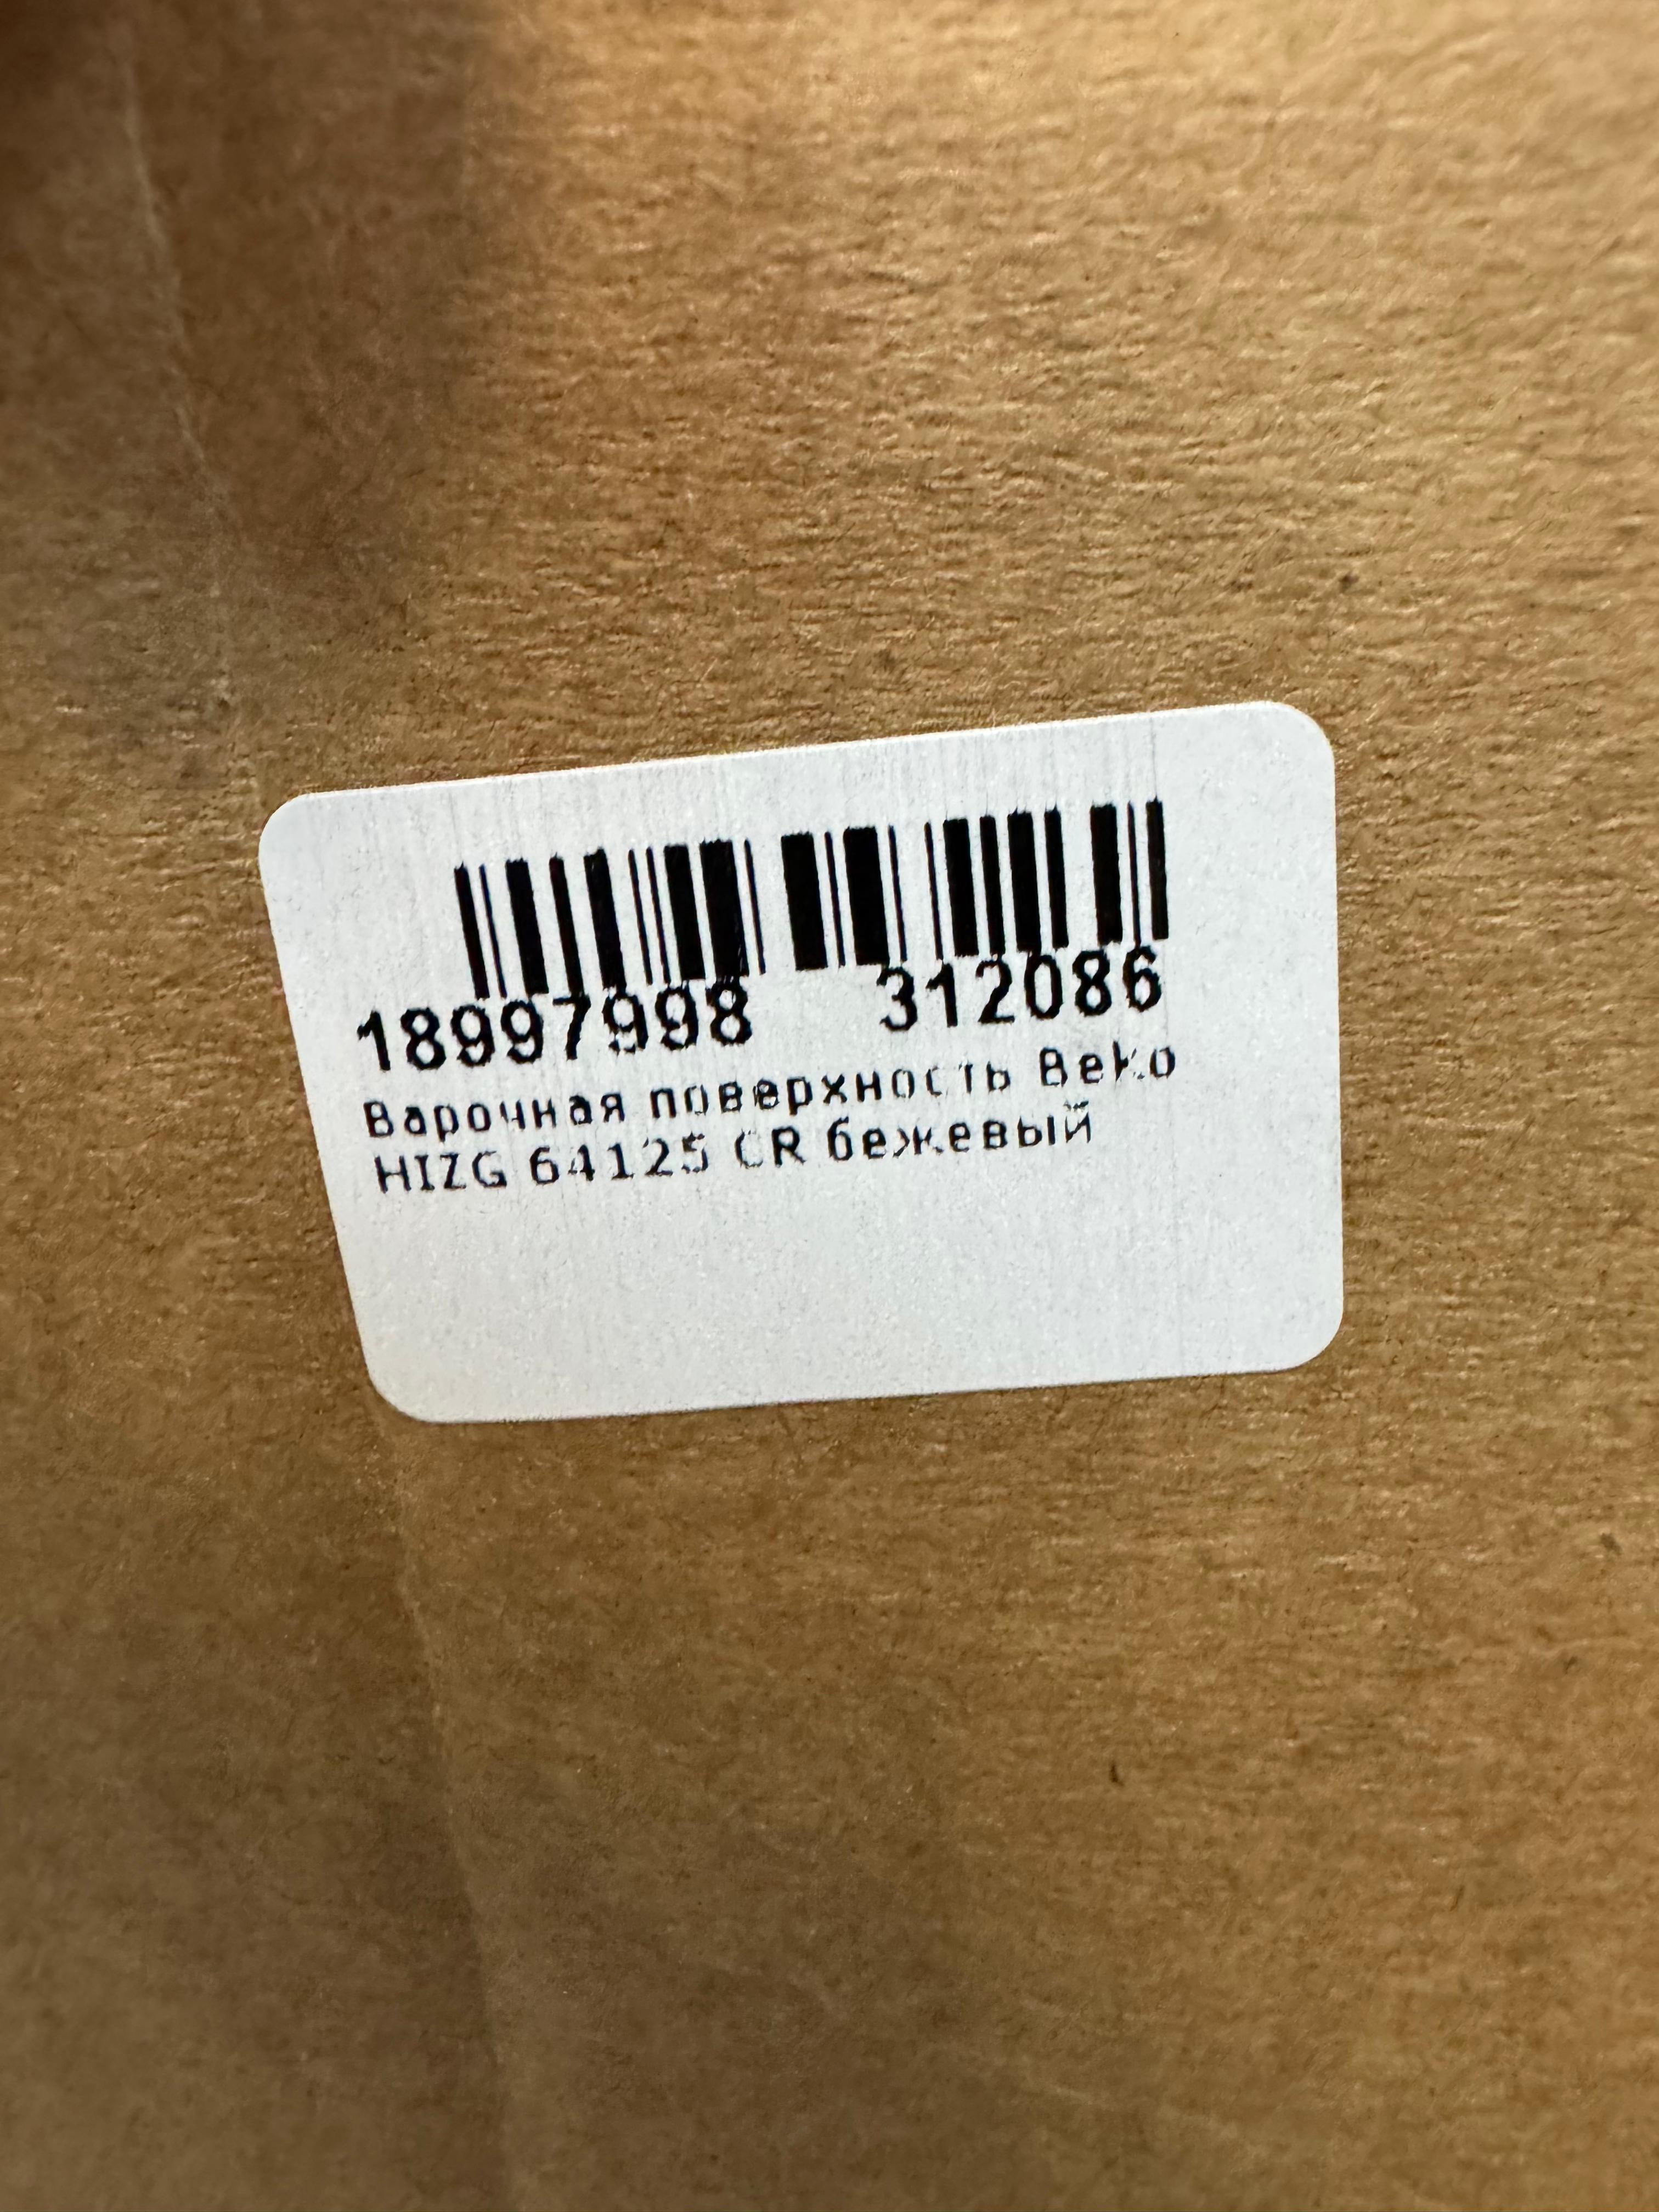 18997998 312086
Варочная поверхность Beko
HIZG 64125 CR бежевый